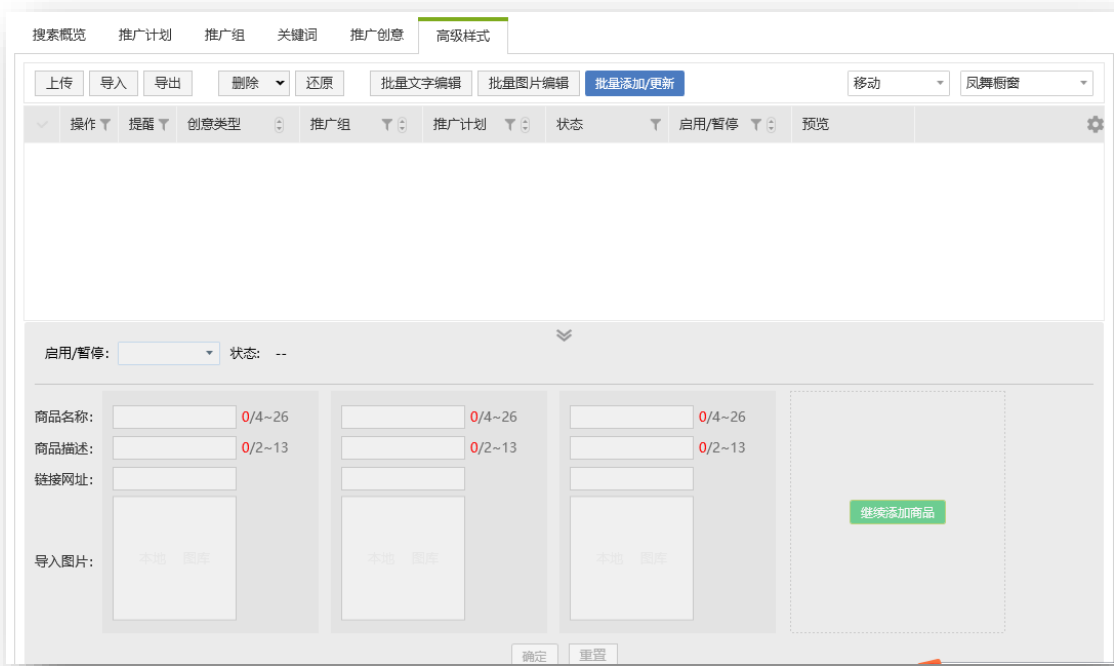 搜索概览 推广计划 推广组 关键词 推广创意 高级样式
上传 导入 导出 删除 还原 批量文字编辑 批量图片编辑 批量添加/更新 移动 凤舞橱窗
操作 提醒 创意类型 推广组 推广计划 状态 启用/暂停 预览
启用/暂停: 状态: --
商品名称: 0/4~26 0/4~26 0/4~26
商品描述: 0/2~13 0/2~13 0/2~13
链接网址:
继续添加商品
导入图片: 本地 图库 本地 图库 本地 图库
确定 重置